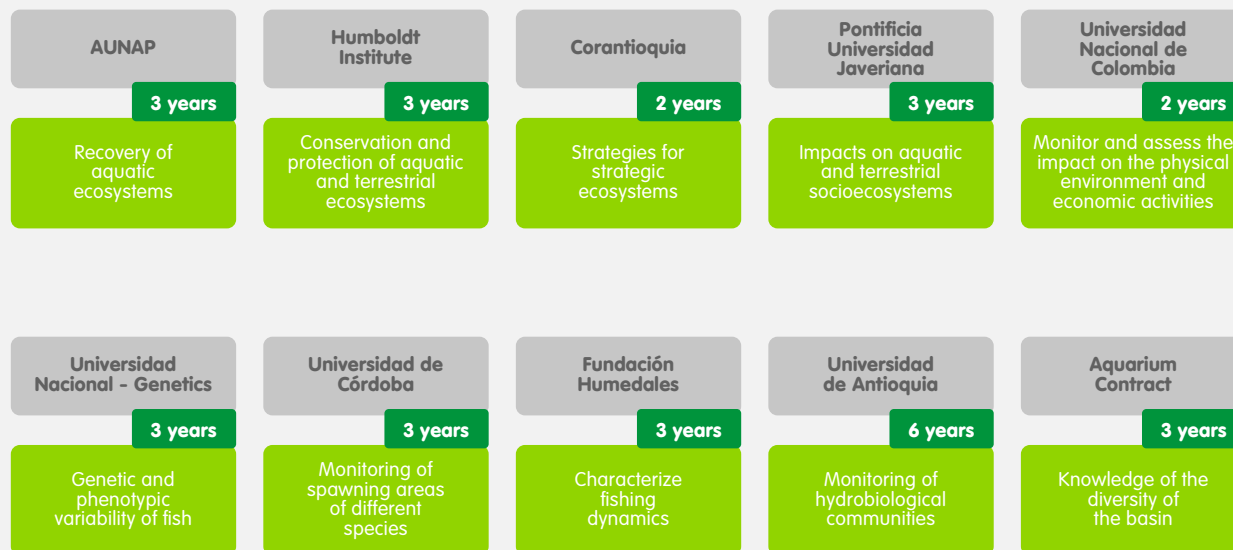 AUNAP
3 years
Recovery of
aquatic
ecosystems
Humboldt
Institute
3 years
Conservation and
protection of aquatic
and terrestrial
ecosystems
Corantioquia
2 years
Strategies for
strategic
ecosystems
Pontificia
Universidad
Javeriana
3 years
Impacts on aquatic
and terrestrial
socioecosystems
Universidad
Nacional de
Colombia
2 years
Monitor and assess the
impact on the physical
environment and
economic activities
Universidad
Nacional - Genetics
3 years
Genetic and
phenotypic
variability of fish
Universidad de
Córdoba
3 years
Monitoring of
spawning areas
of different
species
Fundación
Humedales
3 years
Characterize
fishing
dynamics
Universidad
de Antioquia
6 years
Monitoring of
hydrobiological
communities
Aquarium
Contract
3 years
Knowledge of the
diversity of
the basin